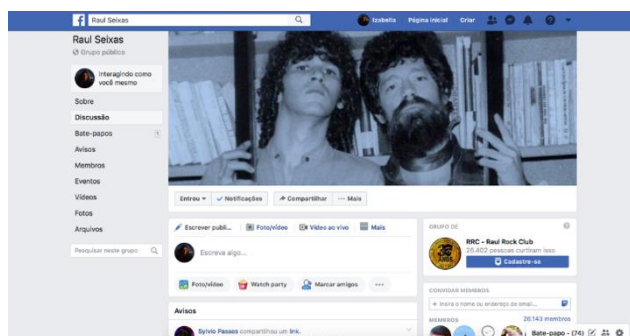 Raul Seixas
Izabella Página inicial Criar
Raul Seixas
Grupo público
Interagindo como
você mesmo
Sobre
Discussão
Bate-papos 1
Avisos
Membros
Eventos
Vídeos
Fotos
Arquivos
Pesquisar neste grupo
Entrou Notificações Compartilhar Mais
Escrever publi... Foto/vídeo Vídeo ao vivo Mais
Escreva algo...
Foto/vídeo Watch party Marcar amigos
Avisos
Sylvio Passos compartilhou um link.
GRUPO DE
RRC - Raul Rock Club
26.402 pessoas curtiram isso
Cadastre-se
CONVIDAR MEMBROS
+ Insira o nome ou endereço de email...
MEMBROS 26.143 membros
Bate-papo - (74)